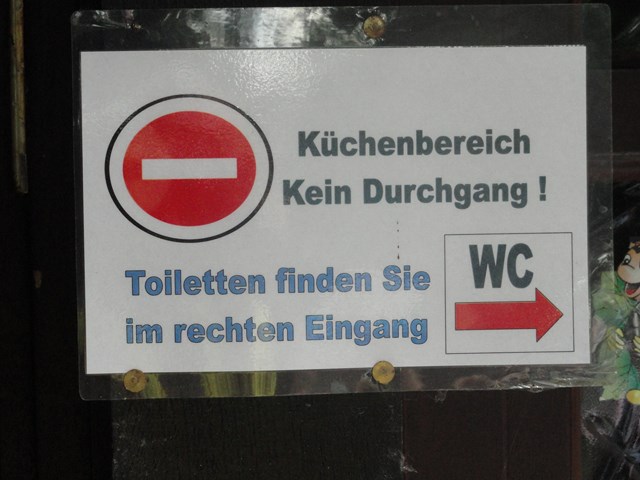 Küchenbereich
Kein Durchgang !
Toiletten finden Sie
im rechten Eingang
WC